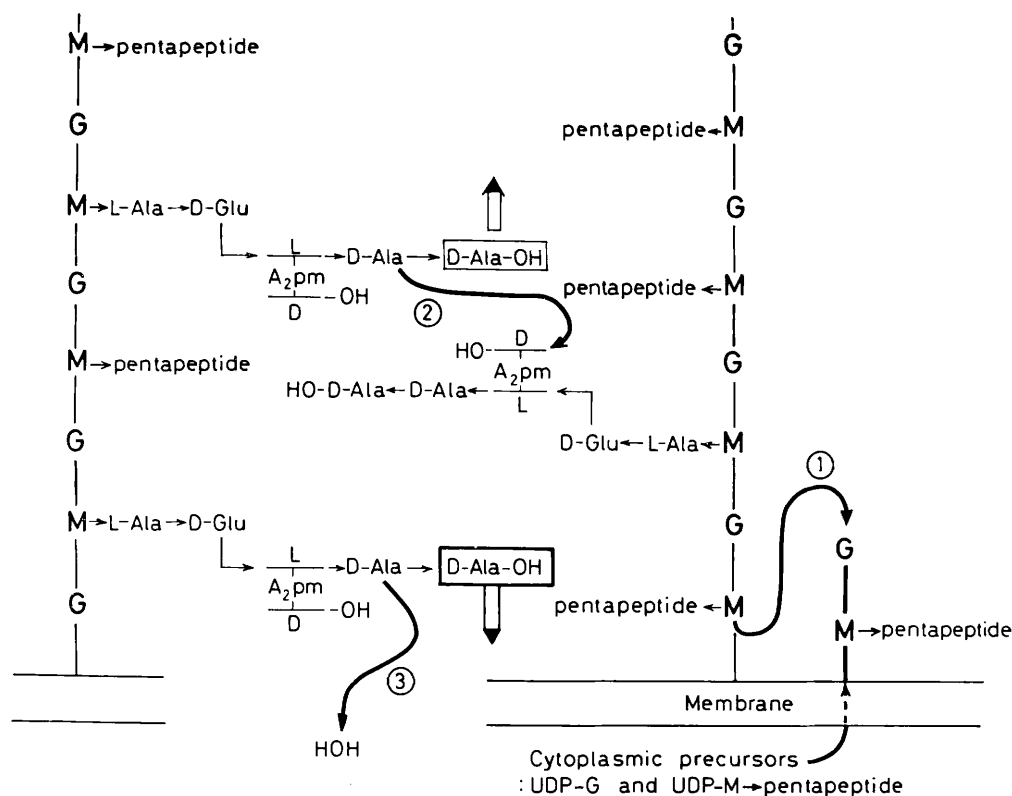 G
M→pentapeptide
G
pentapeptide←M
M→L-Ala→D-Glu
G
L
A₂pm
D
-OH
→D-Ala→
D-Ala-OH
G
②
pentapeptide←M
HO-
D
A₂pm
L
M→pentapeptide
G
HO-D-Ala←D-Ala←
D-Glu←L-Ala←M
G
①
M→L-Ala→D-Glu
G
G
L
A₂pm
D
-OH
→D-Ala→
D-Ala-OH
G
pentapeptide←M
M→pentapeptide
③
HOH
Membrane
Cytoplasmic precursors
: UDP-G and UDP-M→pentapeptide